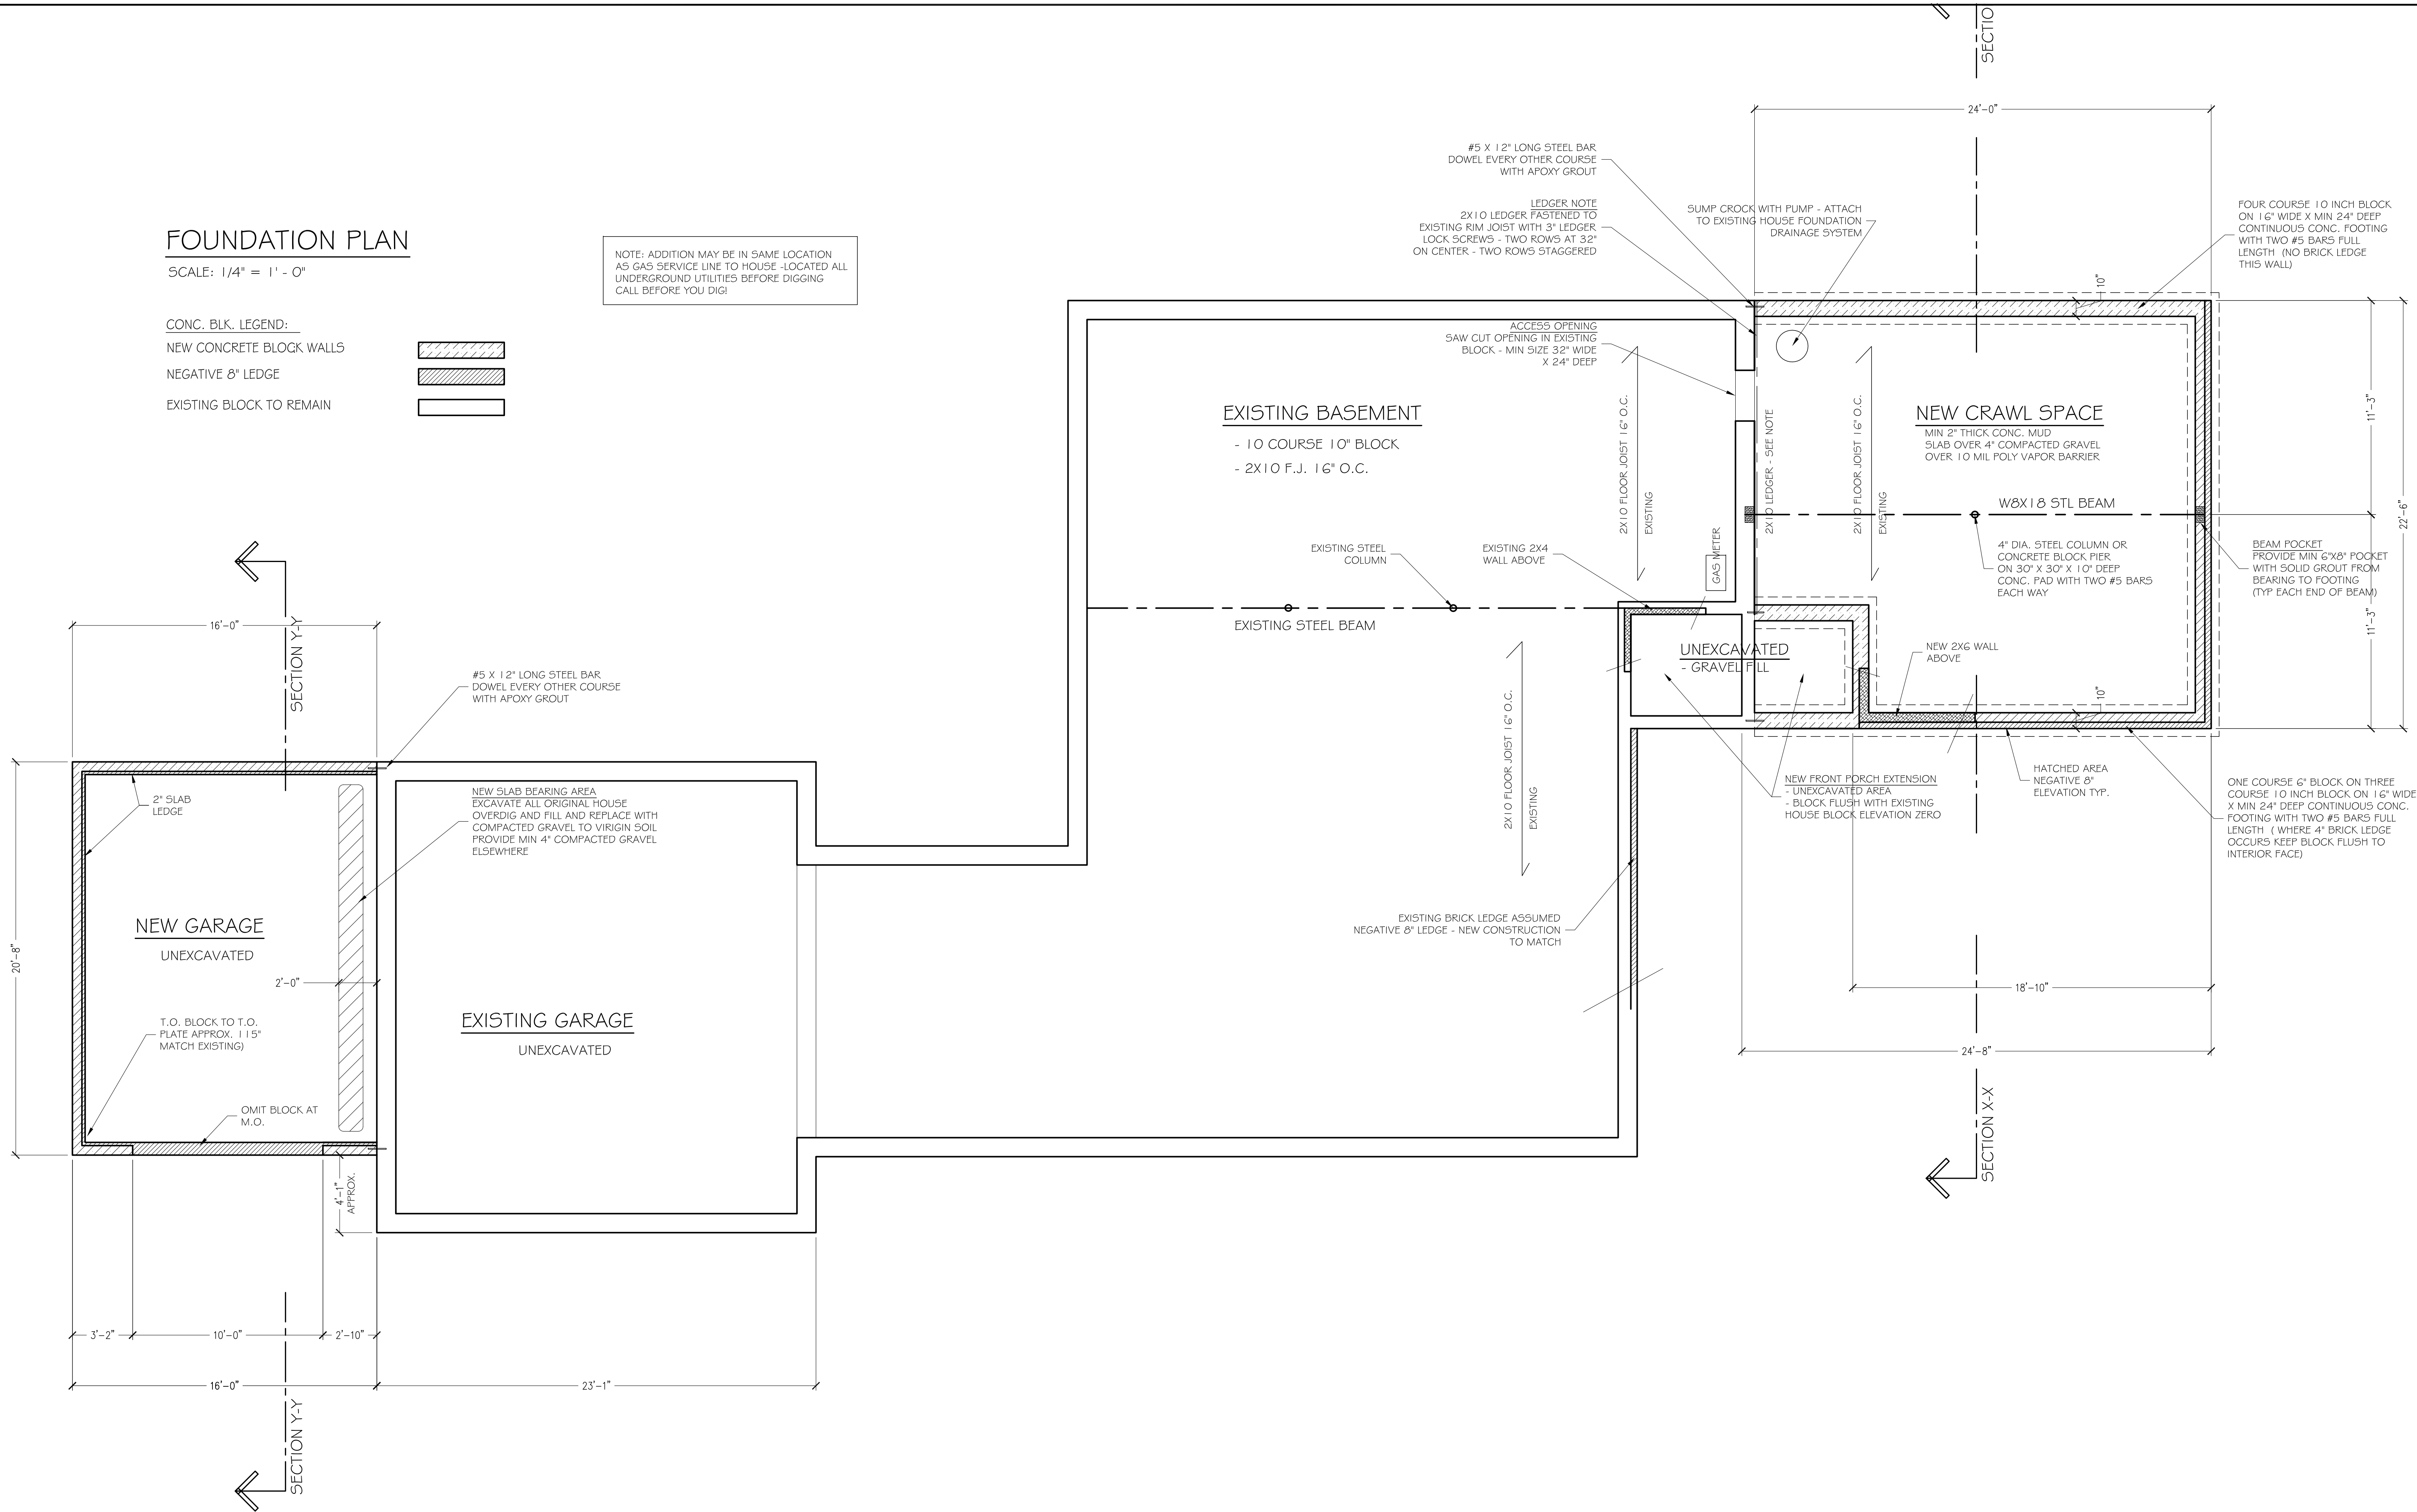 SECTIO
24'-0"
#5 X 12" LONG STEEL BAR
DOWEL EVERY OTHER COURSE
WITH APOXY GROUT
LEDGER NOTE
2X10 LEDGER FASTENED TO
EXISTING RIM JOIST WITH 3" LEDGER
LOCK SCREWS - TWO ROWS AT 32"
ON CENTER - TWO ROWS STAGGERED
SUMP CROCK WITH PUMP - ATTACH
TO EXISTING HOUSE FOUNDATION
DRAINAGE SYSTEM
FOUR COURSE 10 INCH BLOCK
ON 16" WIDE X MIN 24" DEEP
CONTINUOUS CONC. FOOTING
WITH TWO #5 BARS FULL
LENGTH (NO BRICK LEDGE
THIS WALL)
FOUNDATION PLAN
SCALE: 1/4" = 1' - 0"
NOTE: ADDITION MAY BE IN SAME LOCATION
AS GAS SERVICE LINE TO HOUSE -LOCATED ALL
UNDERGROUND UTILITIES BEFORE DIGGING
CALL BEFORE YOU DIG!
CONC. BLK. LEGEND:
NEW CONCRETE BLOCK WALLS
NEGATIVE 8" LEDGE
EXISTING BLOCK TO REMAIN
10"
ACCESS OPENING
SAW CUT OPENING IN EXISTING
BLOCK - MIN SIZE 32" WIDE
X 24" DEEP
EXISTING BASEMENT
- 10 COURSE 10" BLOCK
- 2X10 F.J. 16" O.C.
2X10 FLOOR JOIST 16" O.C.
EXISTING
2X10 LEDGER - SEE NOTE
2X10 FLOOR JOIST 16" O.C.
EXISTING
NEW CRAWL SPACE
MIN 2" THICK CONC. MUD
SLAB OVER 4" COMPACTED GRAVEL
OVER 10 MIL POLY VAPOR BARRIER
11'-3"
22'-6"
11'-3"
W8X18 STL BEAM
4" DIA. STEEL COLUMN OR
CONCRETE BLOCK PIER
ON 30" X 30" X 10" DEEP
CONC. PAD WITH TWO #5 BARS
EACH WAY
BEAM POCKET
PROVIDE MIN 6"X8" POCKET
WITH SOLID GROUT FROM
BEARING TO FOOTING
(TYP EACH END OF BEAM)
EXISTING STEEL
COLUMN
EXISTING 2X4
WALL ABOVE
GAS METER
EXISTING STEEL BEAM
UNEXCAVATED
- GRAVEL FILL
NEW 2X6 WALL
ABOVE
10"
16'-0"
SECTION Y-Y
#5 X 12" LONG STEEL BAR
DOWEL EVERY OTHER COURSE
WITH APOXY GROUT
2X10 FLOOR JOIST 16" O.C.
EXISTING
2" SLAB
LEDGE
NEW SLAB BEARING AREA
EXCAVATE ALL ORIGINAL HOUSE
OVERDIG AND FILL AND REPLACE WITH
COMPACTED GRAVEL TO VIRIGIN SOIL
PROVIDE MIN 4" COMPACTED GRAVEL
ELSEWHERE
NEW FRONT PORCH EXTENSION
- UNEXCAVATED AREA
- BLOCK FLUSH WITH EXISTING
HOUSE BLOCK ELEVATION ZERO
HATCHED AREA
NEGATIVE 8"
ELEVATION TYP.
ONE COURSE 6" BLOCK ON THREE
COURSE 10 INCH BLOCK ON 16" WIDE
X MIN 24" DEEP CONTINUOUS CONC.
FOOTING WITH TWO #5 BARS FULL
LENGTH ( WHERE 4" BRICK LEDGE
OCCURS KEEP BLOCK FLUSH TO
INTERIOR FACE)
NEW GARAGE
UNEXCAVATED
20'-8"
2'-0"
EXISTING BRICK LEDGE ASSUMED
NEGATIVE 8" LEDGE - NEW CONSTRUCTION
TO MATCH
18'-10"
T.O. BLOCK TO T.O.
PLATE APPROX. 115"
MATCH EXISTING)
EXISTING GARAGE
UNEXCAVATED
24'-8"
OMIT BLOCK AT
M.O.
SECTION X-X
4'-1"
APPROX.
3'-2"
10'-0"
2'-10"
16'-0"
23'-1"
SECTION Y-Y